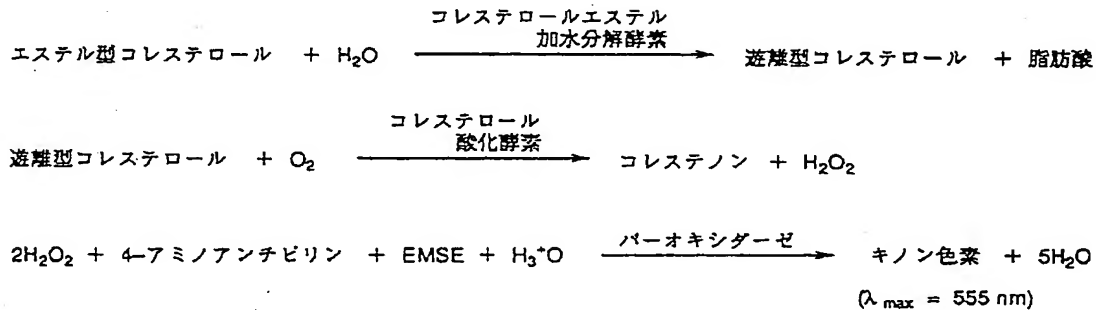 コレステロールエステル
加水分解酵素
エステル型コレステロール + H₂O → 遊離型コレステロール + 脂肪酸
コレステロール
酸化酵素
遊離型コレステロール + O₂ → コレステノン + H₂O₂
パーオキシダーゼ
2H₂O₂ + 4-アミノアンチピリン + EMSE + H₃⁺O → キノン色素 + 5H₂O
(λ max = 555 nm)